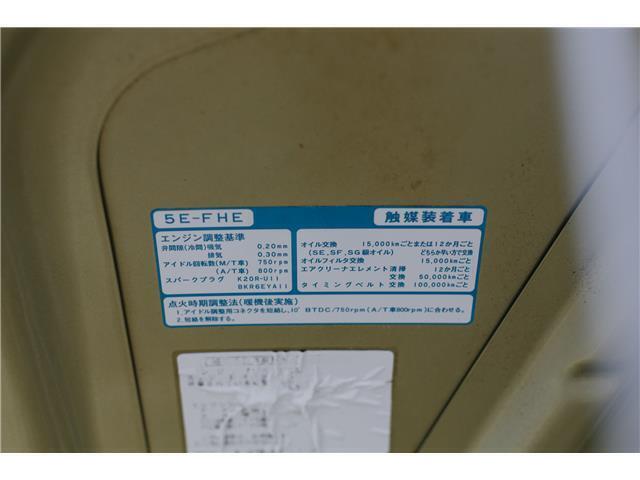 5E-FHE
触媒装着車
エンジン調整基準
弁間隙(冷間)吸気 0.20mm
排気 0.30mm
アイドル回転数(M/T車) 750rpm
(A/T車) 800rpm
スパークプラグ K20R-U11
BKR6EYA11
オイル交換 15,000kmごとまたは12か月ごと
(SE,SF,SG級オイル) どちらか早い方で交換
オイルフィルタ交換 15,000kmごと
エアクリーナエレメント清掃 12か月ごと
交換 50,000kmごと
タイミングベルト交換 100,000kmごと
点火時期調整法(暖機後実施)
1.アイドル調整用コネクタを短絡し,10°BTDC/750rpm(A/T車800rpm)に合わせる。
2.短絡を解除する。